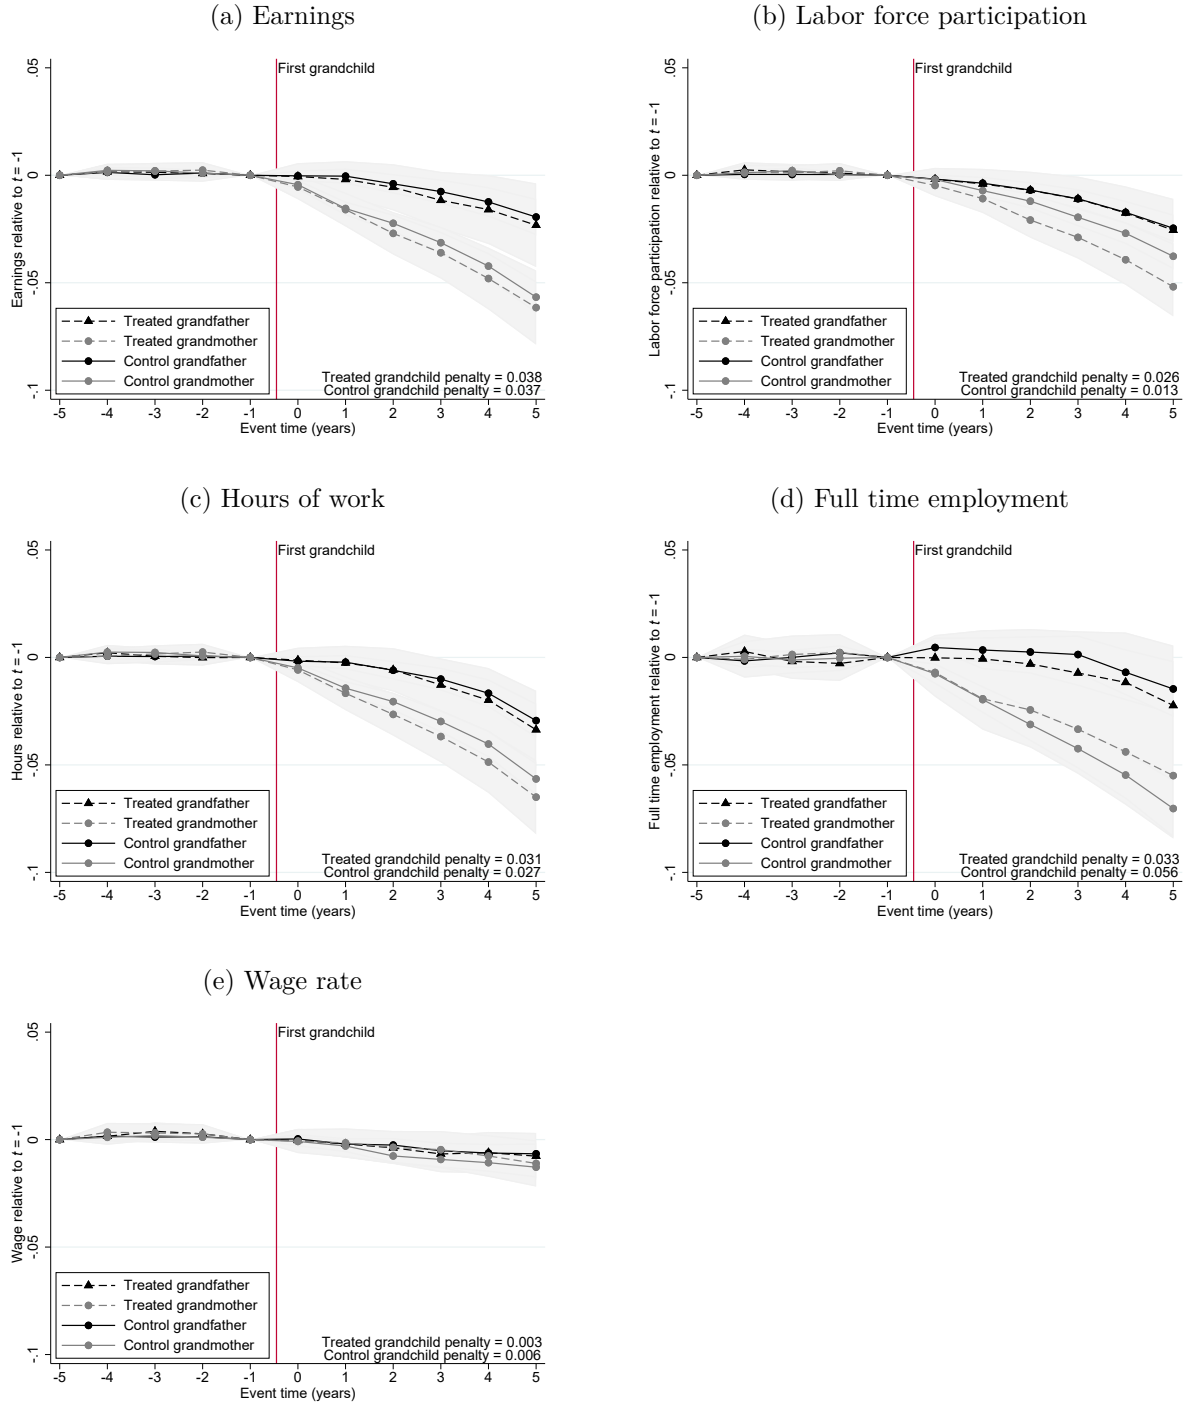 (a) Earnings
.05
0
-.05
-.1
Earnings relative to t = -1
First grandchild
Treated grandfather
Treated grandmother
Control grandfather
Control grandmother
Treated grandchild penalty = 0.038
Control grandchild penalty = 0.037
-5 -4 -3 -2 -1 0 1 2 3 4 5
Event time (years)
(b) Labor force participation
.05
0
-.05
-.1
Labor force participation relative to t = -1
First grandchild
Treated grandfather
Treated grandmother
Control grandfather
Control grandmother
Treated grandchild penalty = 0.026
Control grandchild penalty = 0.013
-5 -4 -3 -2 -1 0 1 2 3 4 5
Event time (years)
(c) Hours of work
.05
0
-.05
-.1
Hours relative to t = -1
First grandchild
Treated grandfather
Treated grandmother
Control grandfather
Control grandmother
Treated grandchild penalty = 0.031
Control grandchild penalty = 0.027
-5 -4 -3 -2 -1 0 1 2 3 4 5
Event time (years)
(d) Full time employment
.05
0
-.05
-.1
Full time employment relative to t = -1
First grandchild
Treated grandfather
Treated grandmother
Control grandfather
Control grandmother
Treated grandchild penalty = 0.033
Control grandchild penalty = 0.056
-5 -4 -3 -2 -1 0 1 2 3 4 5
Event time (years)
(e) Wage rate
.05
0
-.05
-.1
Wage relative to t = -1
First grandchild
Treated grandfather
Treated grandmother
Control grandfather
Control grandmother
Treated grandchild penalty = 0.003
Control grandchild penalty = 0.006
-5 -4 -3 -2 -1 0 1 2 3 4 5
Event time (years)